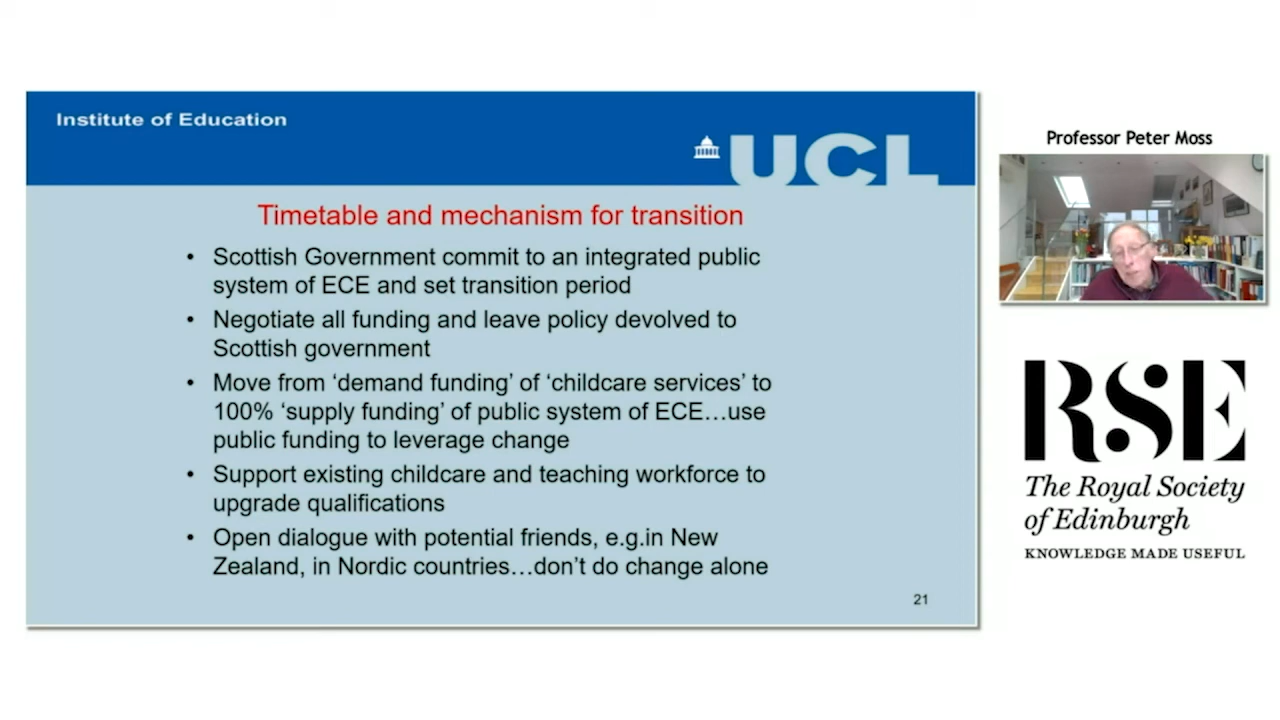 Institute of Education
UCL
Timetable and mechanism for transition
• Scottish Government commit to an integrated public
system of ECE and set transition period
• Negotiate all funding and leave policy devolved to
Scottish government
• Move from ‘demand funding’ of ‘childcare services’ to
100% ‘supply funding’ of public system of ECE…use
public funding to leverage change
• Support existing childcare and teaching workforce to
upgrade qualifications
• Open dialogue with potential friends, e.g.in New
Zealand, in Nordic countries…don’t do change alone
21
Professor Peter Moss
RSE
The Royal Society
of Edinburgh
KNOWLEDGE MADE USEFUL